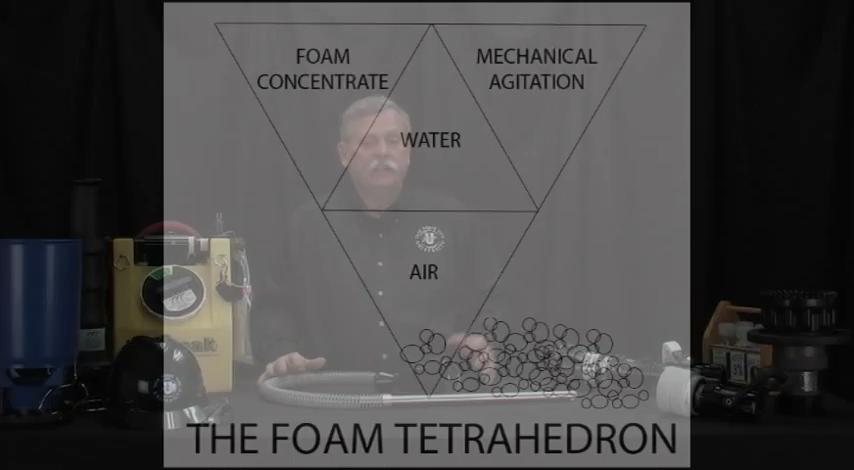 FOAM
CONCENTRATE
MECHANICAL
AGITATION
WATER
AIR
THE FOAM TETRAHEDRON